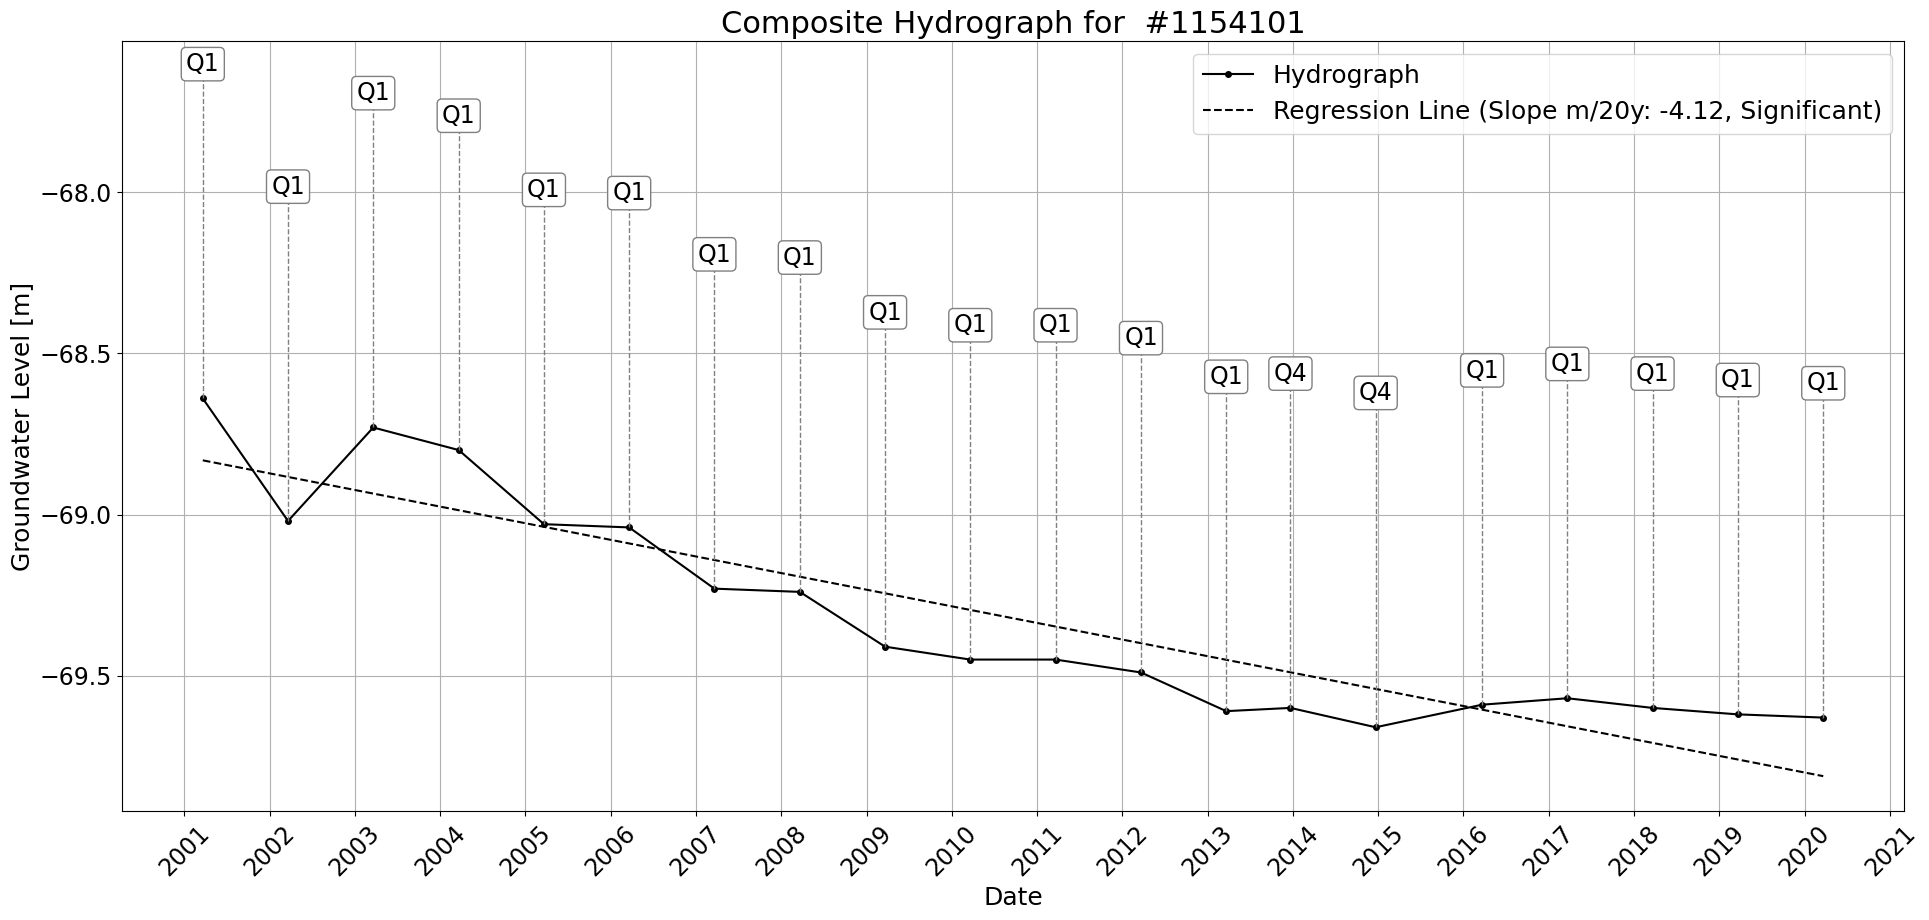 Composite Hydrograph for  #1154101
Hydrograph
Regression Line (Slope m/20y: -4.12, Significant)
Q1
Q1
Q1
Q1
Q1
Q1
Q1
Q1
Q1
Q1
Q1
Q1
Q1
Q4
Q4
Q1
Q1
Q1
Q1
Q1
Groundwater Level [m]
−68.0
−68.5
−69.0
−69.5
2001
2002
2003
2004
2005
2006
2007
2008
2009
2010
2011
2012
2013
2014
2015
2016
2017
2018
2019
2020
2021
Date